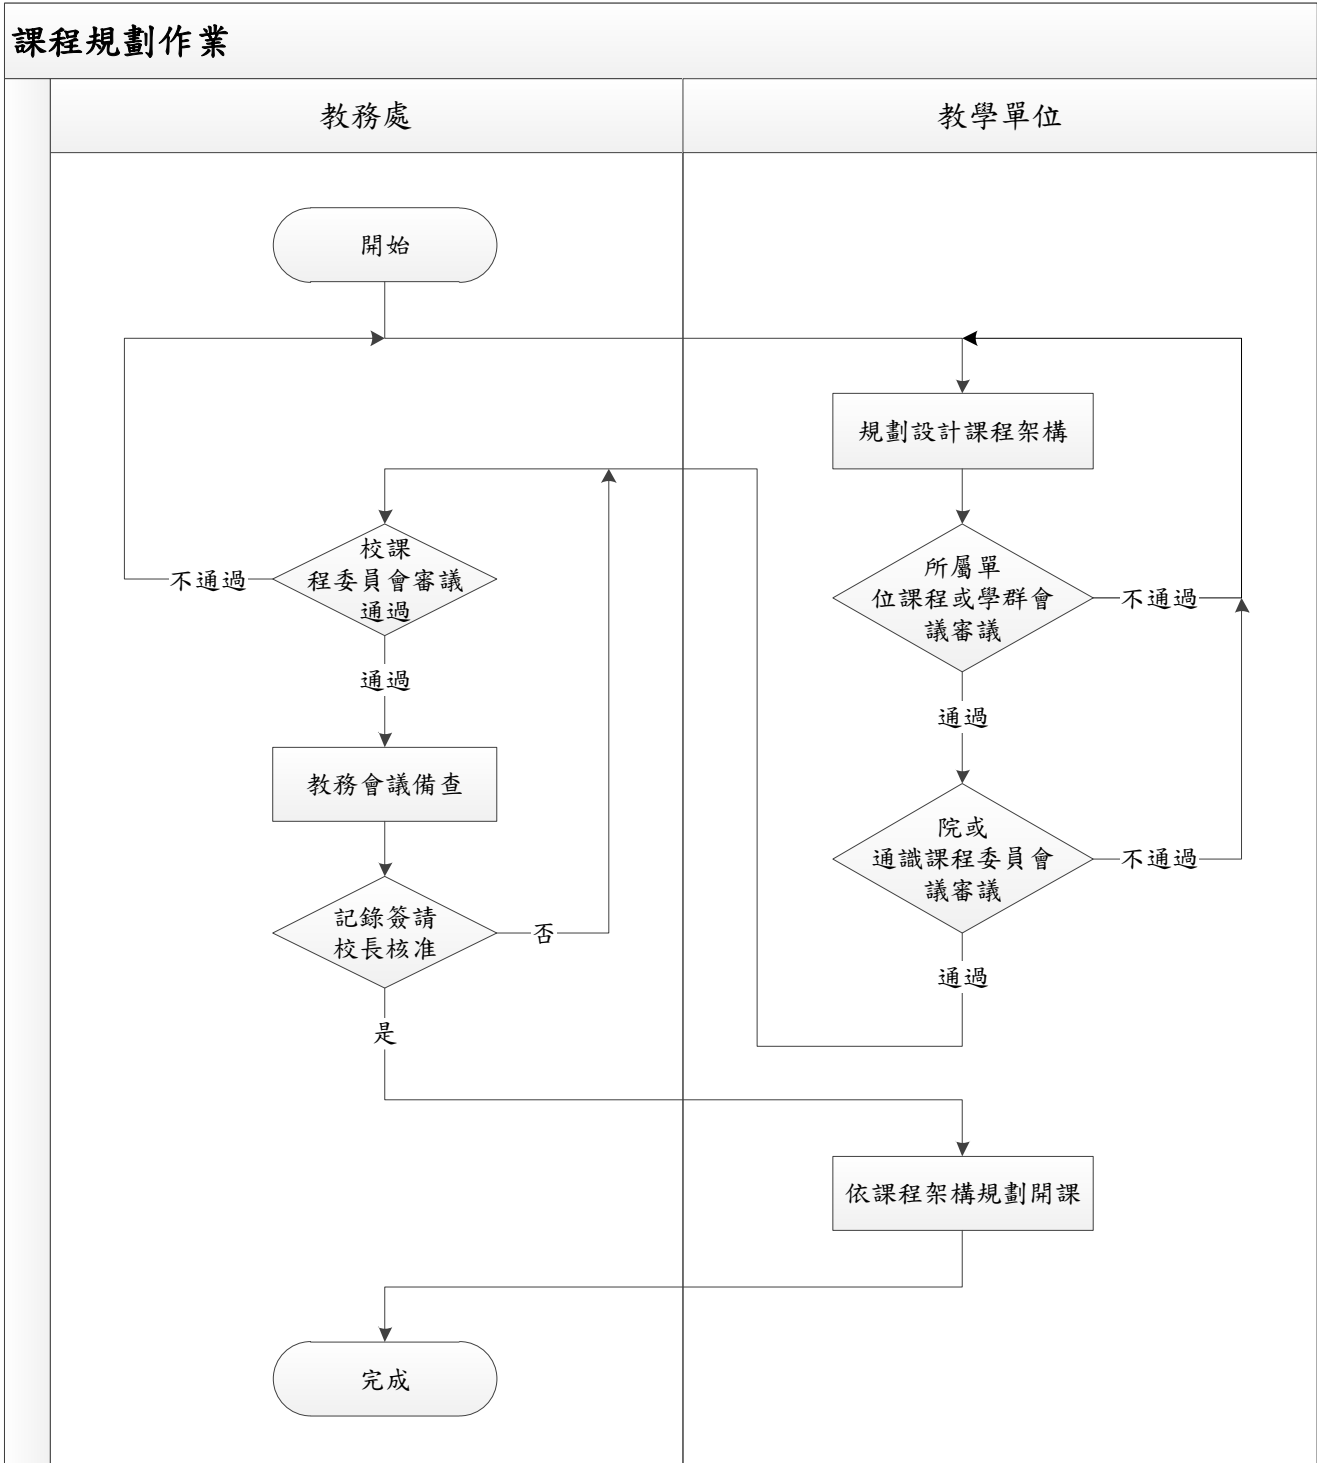 課程規劃作業
教務處
教學單位
開始
規劃設計課程架構
校課
程委員會審議
通過
不通過
所屬單
位課程或學群會
議審議
不通過
通過
通過
教務會議備查
院或
通識課程委員會
議審議
不通過
記錄簽請
校長核准
否
通過
是
依課程架構規劃開課
完成